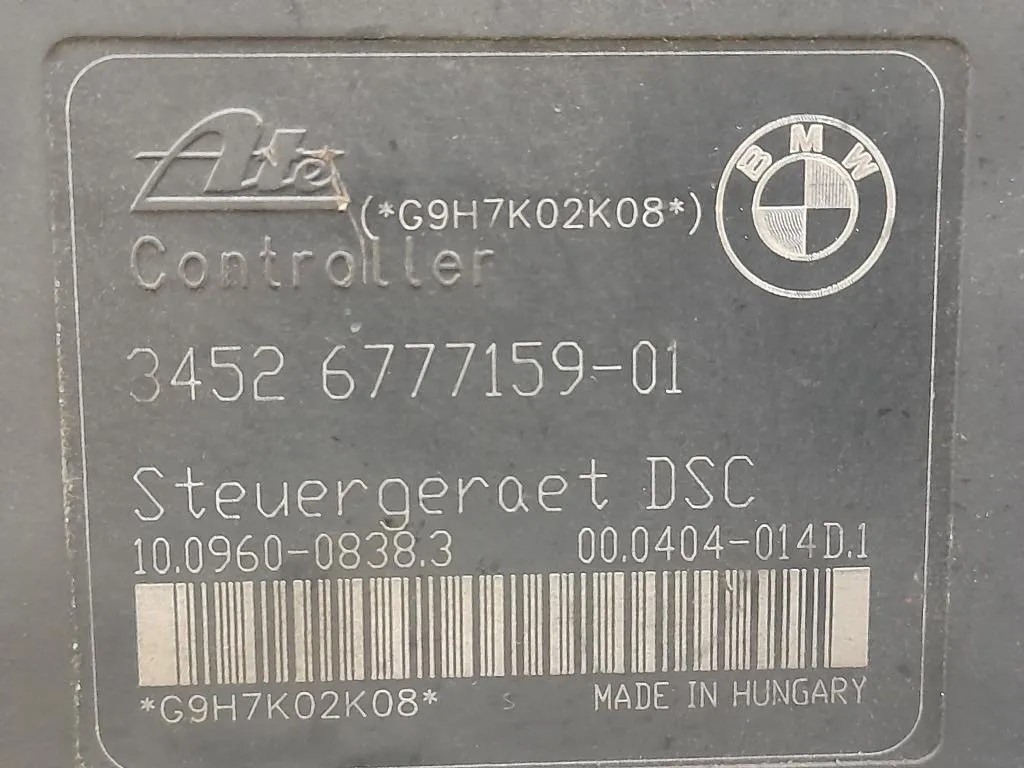 Ate
BMW
(*G9H7K02K08*)
Controller
3452 6777159-01
Steuergeraet DSC
10.0960-0838.3 00.0404-014D.1
*G9H7K02K08* S MADE IN HUNGARY